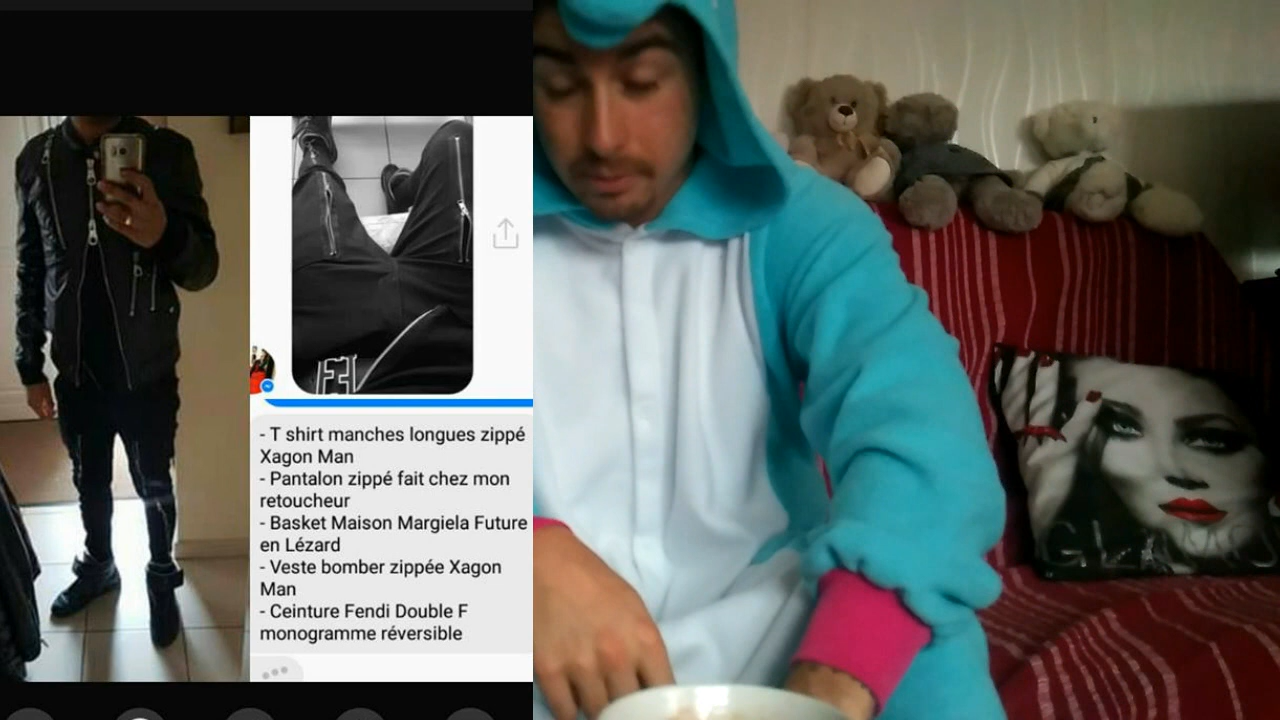 - T shirt manches longues zippé
Xagon Man
- Pantalon zippé fait chez mon
retoucheur
- Basket Maison Margiela Future
en Lézard
- Veste bomber zippée Xagon
Man
- Ceinture Fendi Double F
monogramme réversible